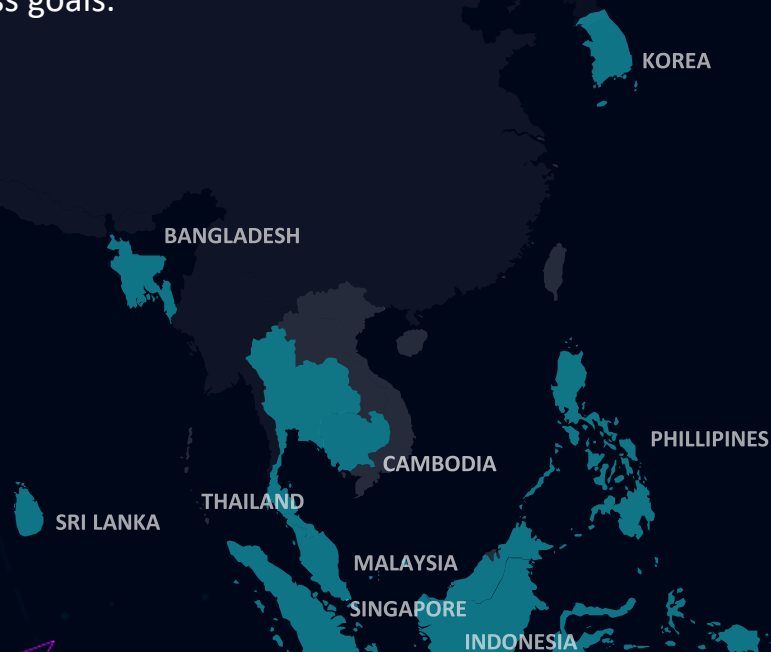 ss goals.
KOREA
BANGLADESH
PHILLIPINES
CAMBODIA
THAILAND
SRI LANKA
MALAYSIA
SINGAPORE
INDONESIA